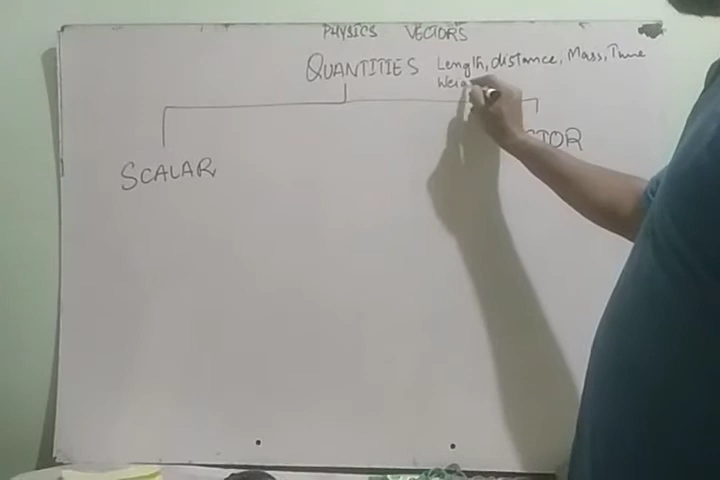 PHYSICS VECTORS
QUANTITIES
Length, distance, Mass, Time
SCALAR